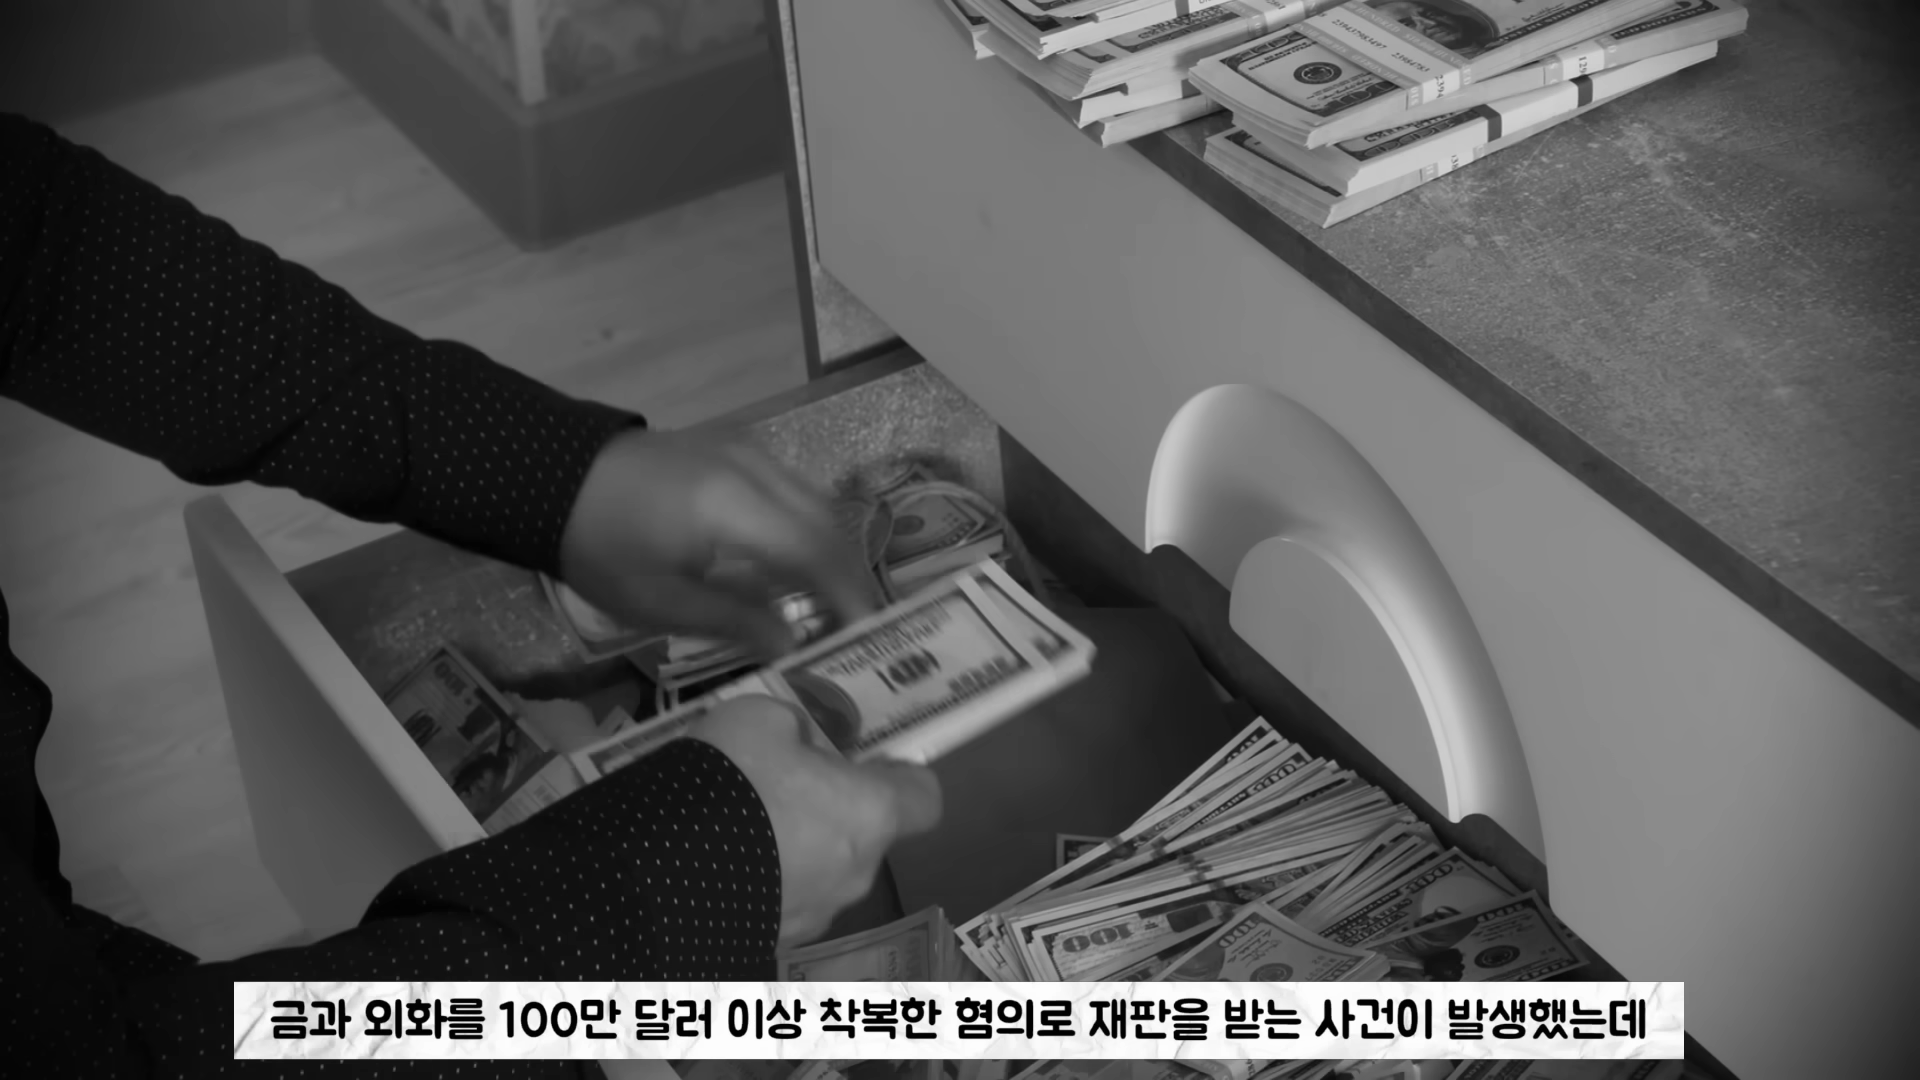 금과 외화를 100만 달러 이상 착복한 혐의로 재판을 받는 사건이 발생했는데